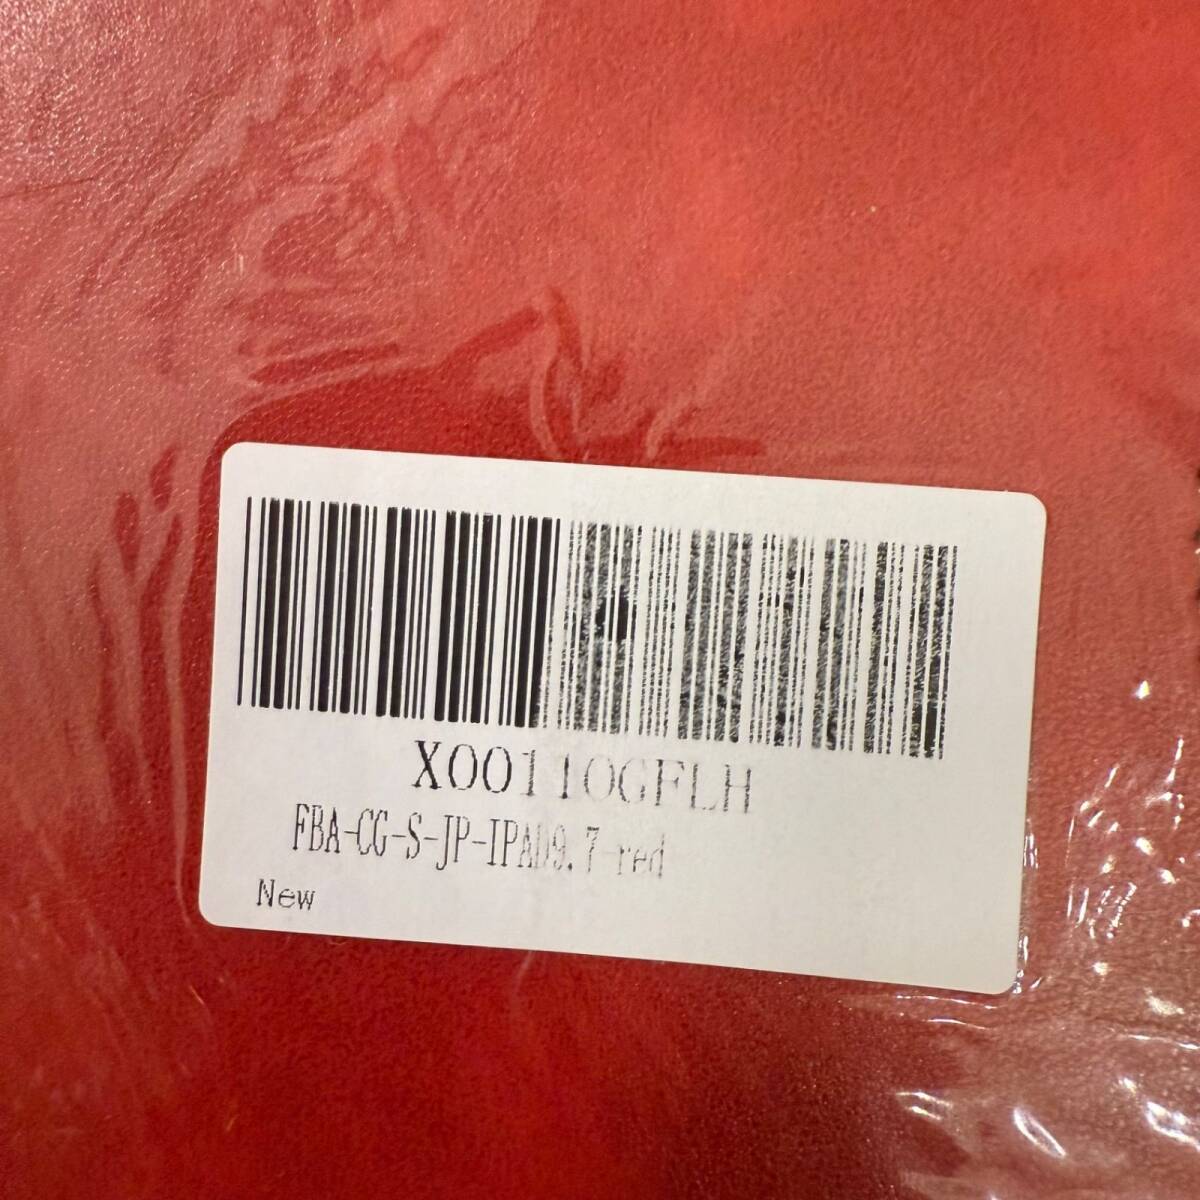 X00110GFLH
FBA-CG-S-JP-IPAD9.7-red
New